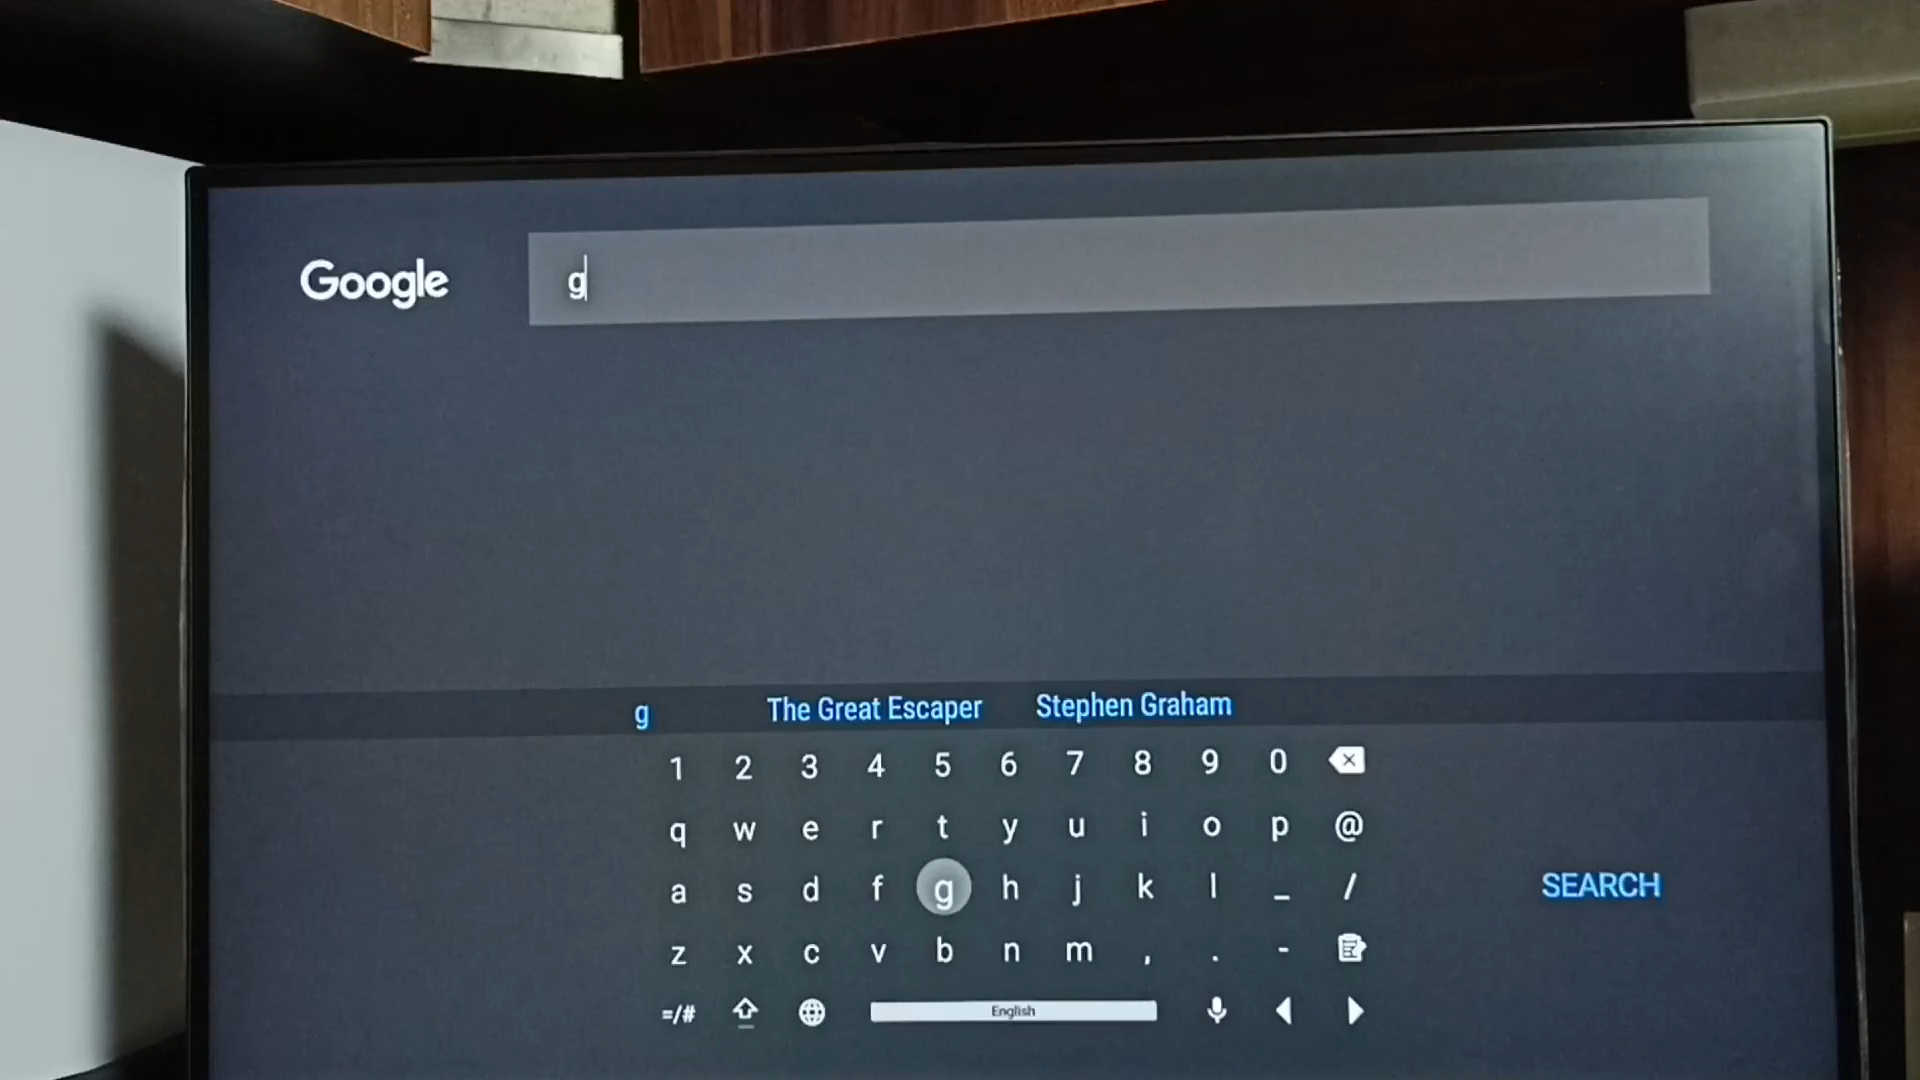 Google
g
g The Great Escaper Stephen Graham
1 2 3 4 5 6 7 8 9 0
q w e r t y u i o p @
a s d f g h j k l _ /
SEARCH
z x c v b n m , . -
=/# English